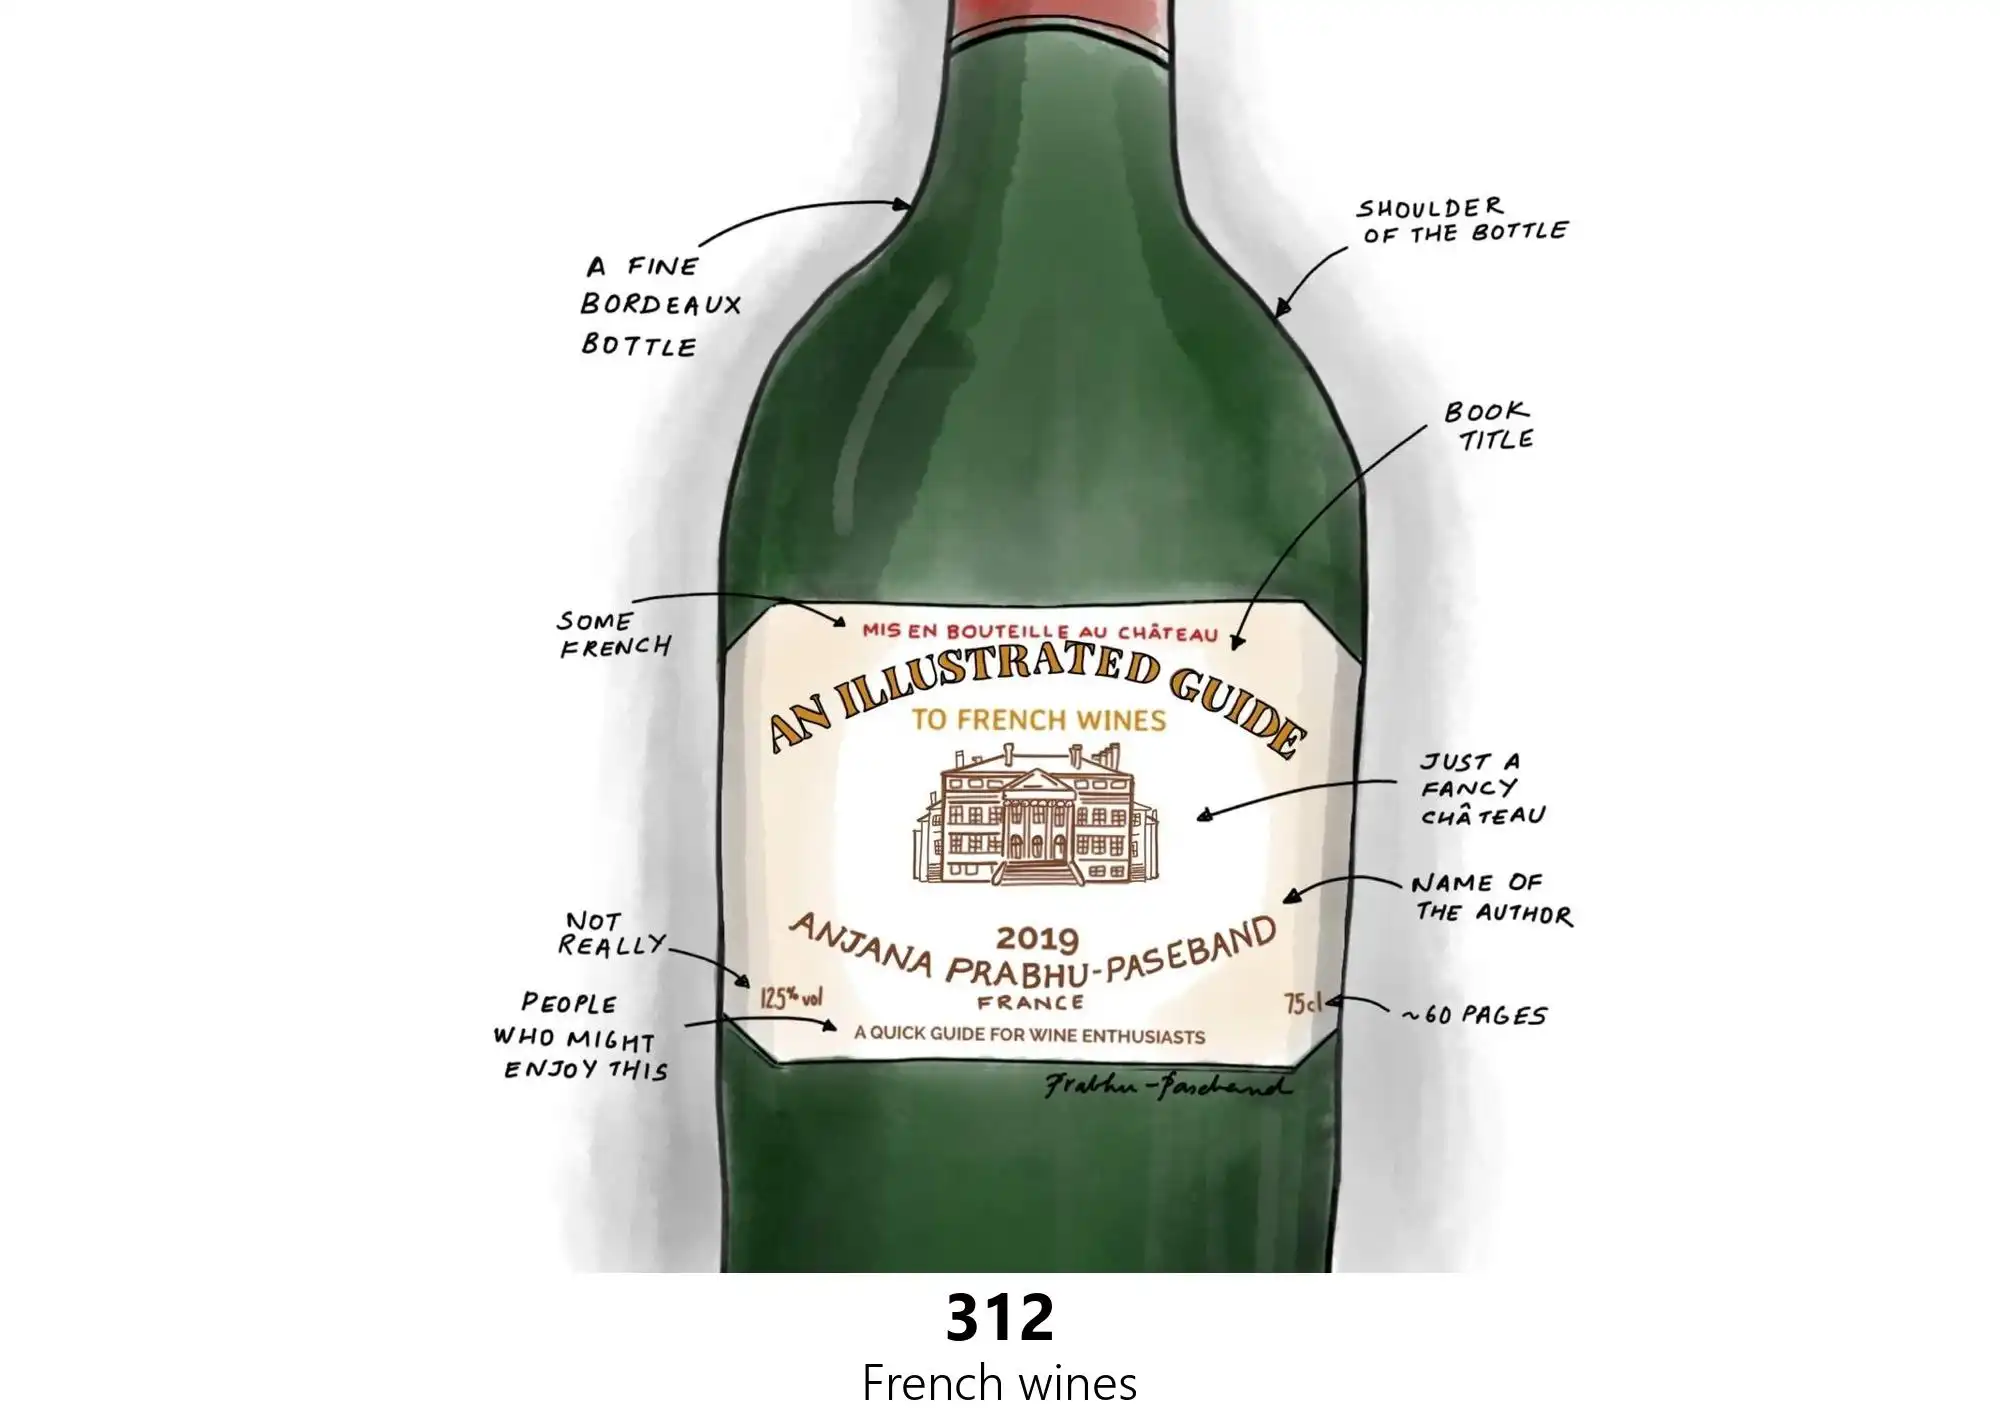 A FINE
BORDEAUX
BOTTLE
SHOULDER
OF THE BOTTLE
BOOK
TITLE
SOME
FRENCH
MIS EN BOUTEILLE AU CHÂTEAU
AN ILLUSTRATED GUIDE
TO FRENCH WINES
JUST A
FANCY
CHÂTEAU
NAME OF
THE AUTHOR
2019
ANJANA PRABHU-PASEBAND
FRANCE
NOT
REALLY
12.5% vol
75cl
~60 PAGES
PEOPLE
WHO MIGHT
ENJOY THIS
A QUICK GUIDE FOR WINE ENTHUSIASTS
Prabhu-Paseband
312
French wines